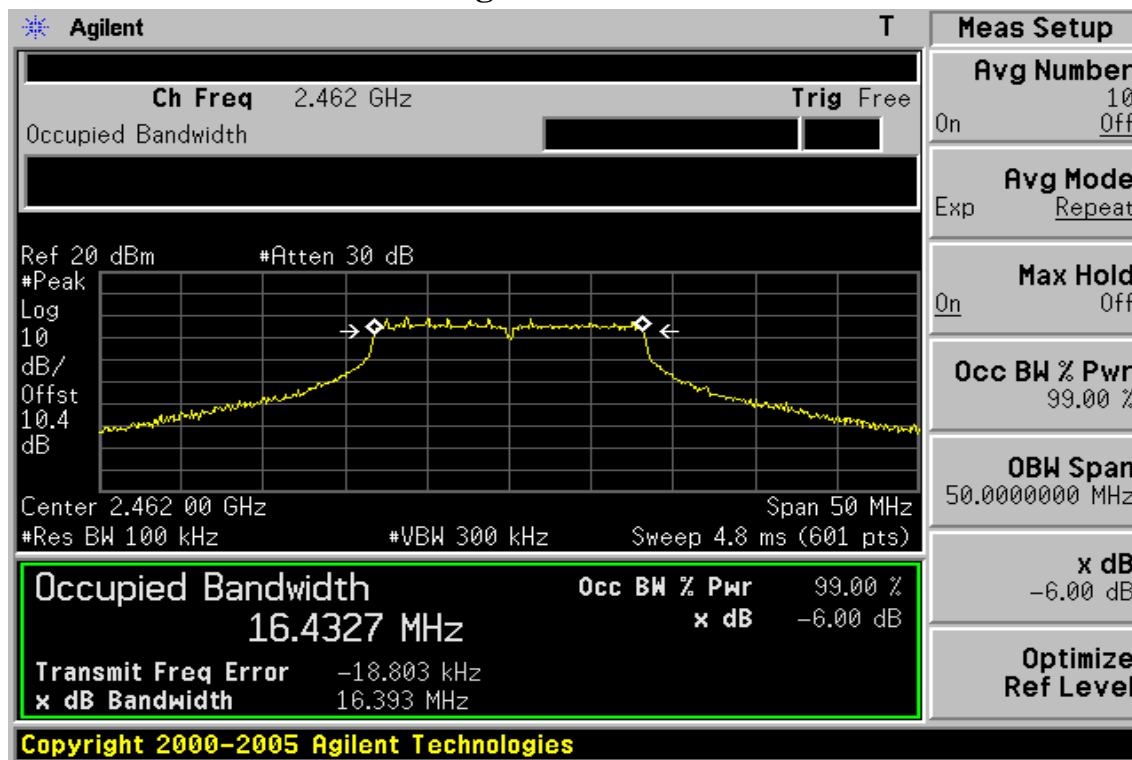 Agilent T
Ch Freq 2.462 GHz Trig Free
Occupied Bandwidth
Ref 20 dBm #Atten 30 dB
#Peak
Log
10
dB/
Offst
10.4
dB
Center 2.462 00 GHz Span 50 MHz
#Res BW 100 kHz #VBW 300 kHz Sweep 4.8 ms (601 pts)
Occupied Bandwidth
16.4327 MHz
Occ BW % Pwr 99.00 %
x dB -6.00 dB
Transmit Freq Error -18.803 kHz
x dB Bandwidth 16.393 MHz
Copyright 2000-2005 Agilent Technologies
Meas Setup
Avg Number
10
On Off
Avg Mode
Exp Repeat
Max Hold
On Off
Occ BW % Pwr
99.00 %
OBW Span
50.0000000 MHz
x dB
-6.00 dB
Optimize
Ref Level